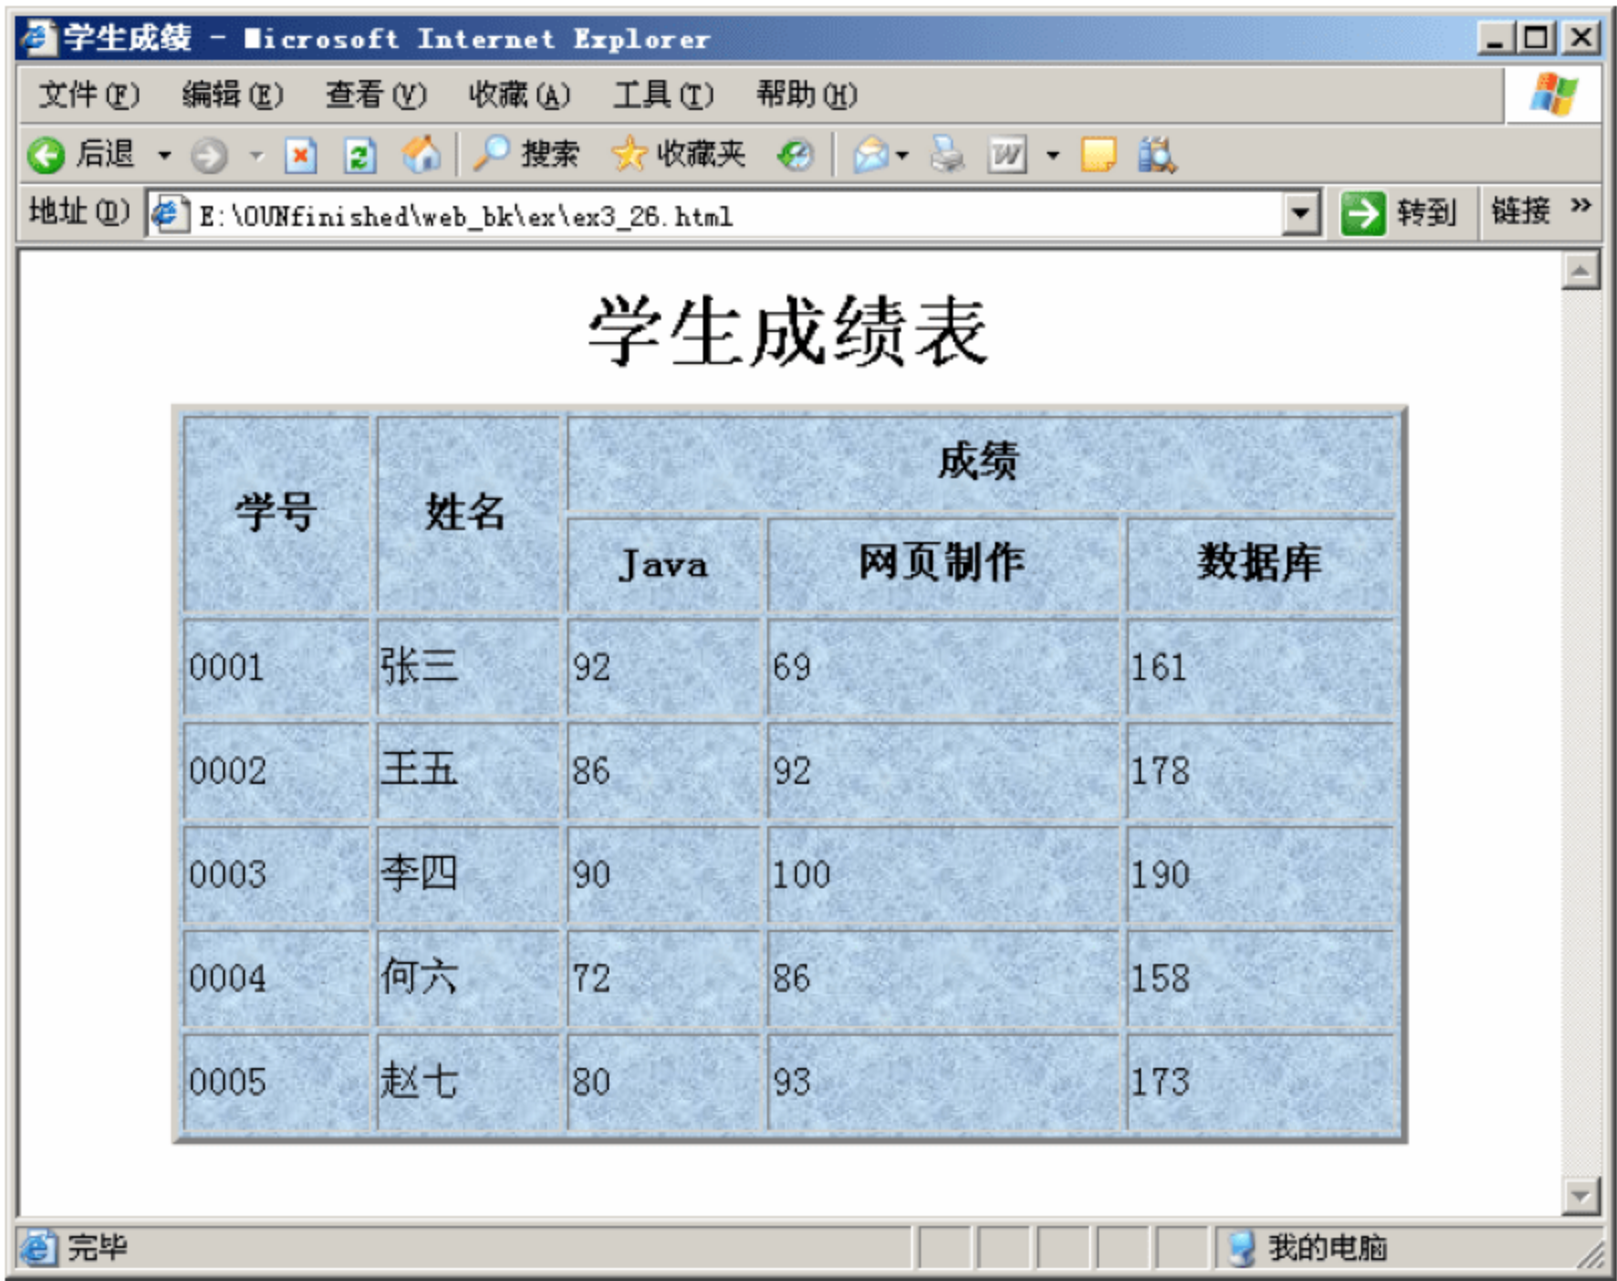 学生成绩 - Microsoft Internet Explorer
文件(F) 编辑(E) 查看(V) 收藏(A) 工具(T) 帮助(H)
后退 搜索 收藏夹
地址(D) E:\OUNfinished\web_bk\ex\ex3_26.html 转到 链接 »
学生成绩表
学号 姓名 成绩
Java 网页制作 数据库
0001 张三 92 69 161
0002 王五 86 92 178
0003 李四 90 100 190
0004 何六 72 86 158
0005 赵七 80 93 173
完毕 我的电脑